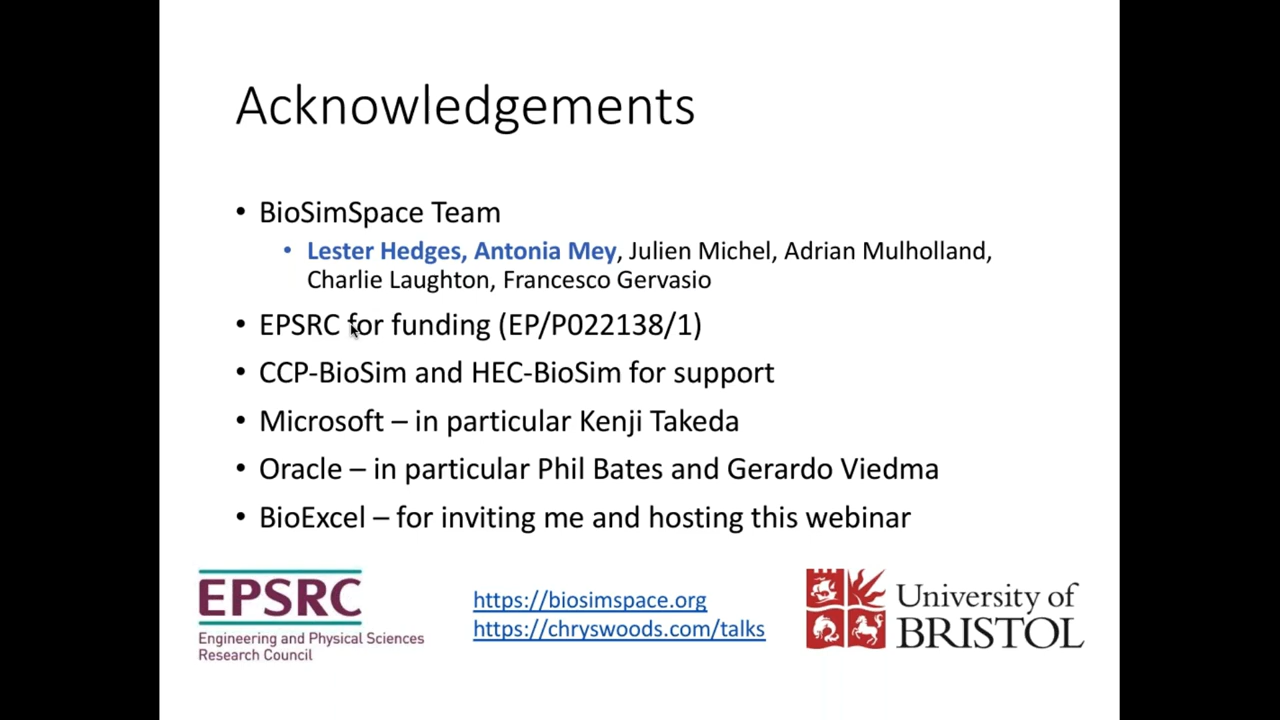 Acknowledgements
• BioSimSpace Team
• Lester Hedges, Antonia Mey, Julien Michel, Adrian Mulholland,
Charlie Laughton, Francesco Gervasio
• EPSRC for funding (EP/P022138/1)
• CCP-BioSim and HEC-BioSim for support
• Microsoft – in particular Kenji Takeda
• Oracle – in particular Phil Bates and Gerardo Viedma
• BioExcel – for inviting me and hosting this webinar
EPSRC
Engineering and Physical Sciences
Research Council
https://biosimspace.org
https://chryswoods.com/talks
University of
BRISTOL